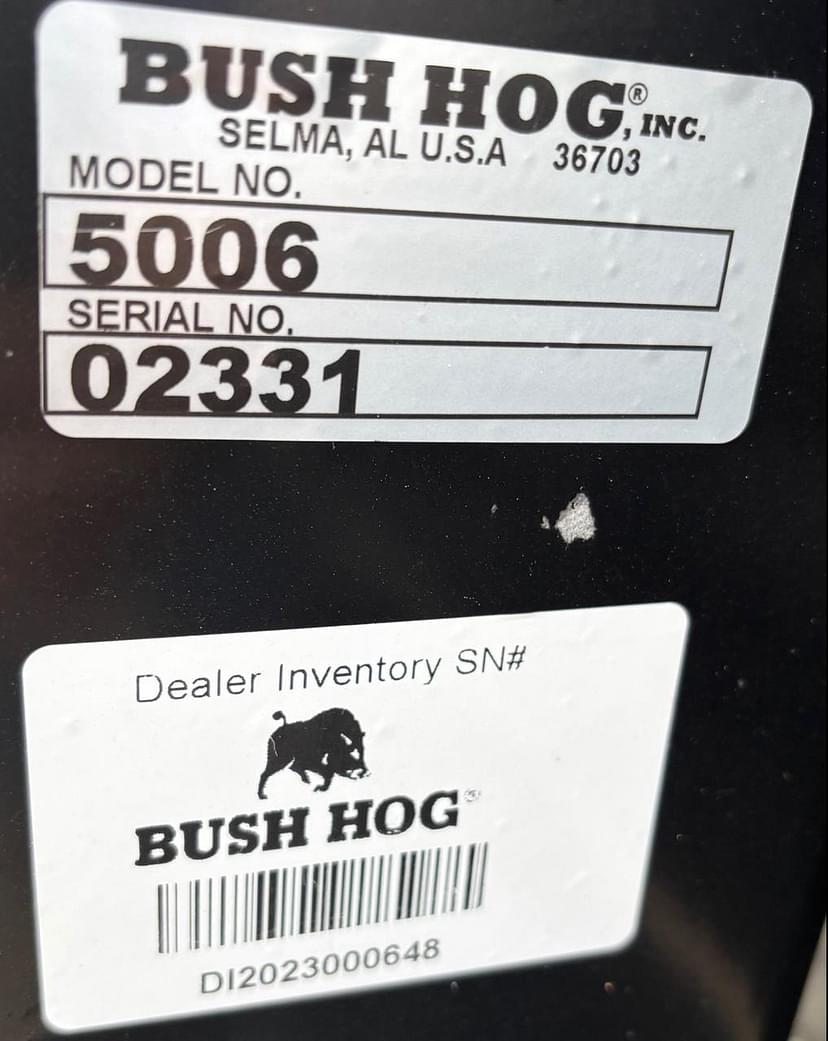 BUSH HOG®, INC.
SELMA, AL U.S.A 36703
MODEL NO.
5006
SERIAL NO.
02331
Dealer Inventory SN#
BUSH HOG®
DI2023000648